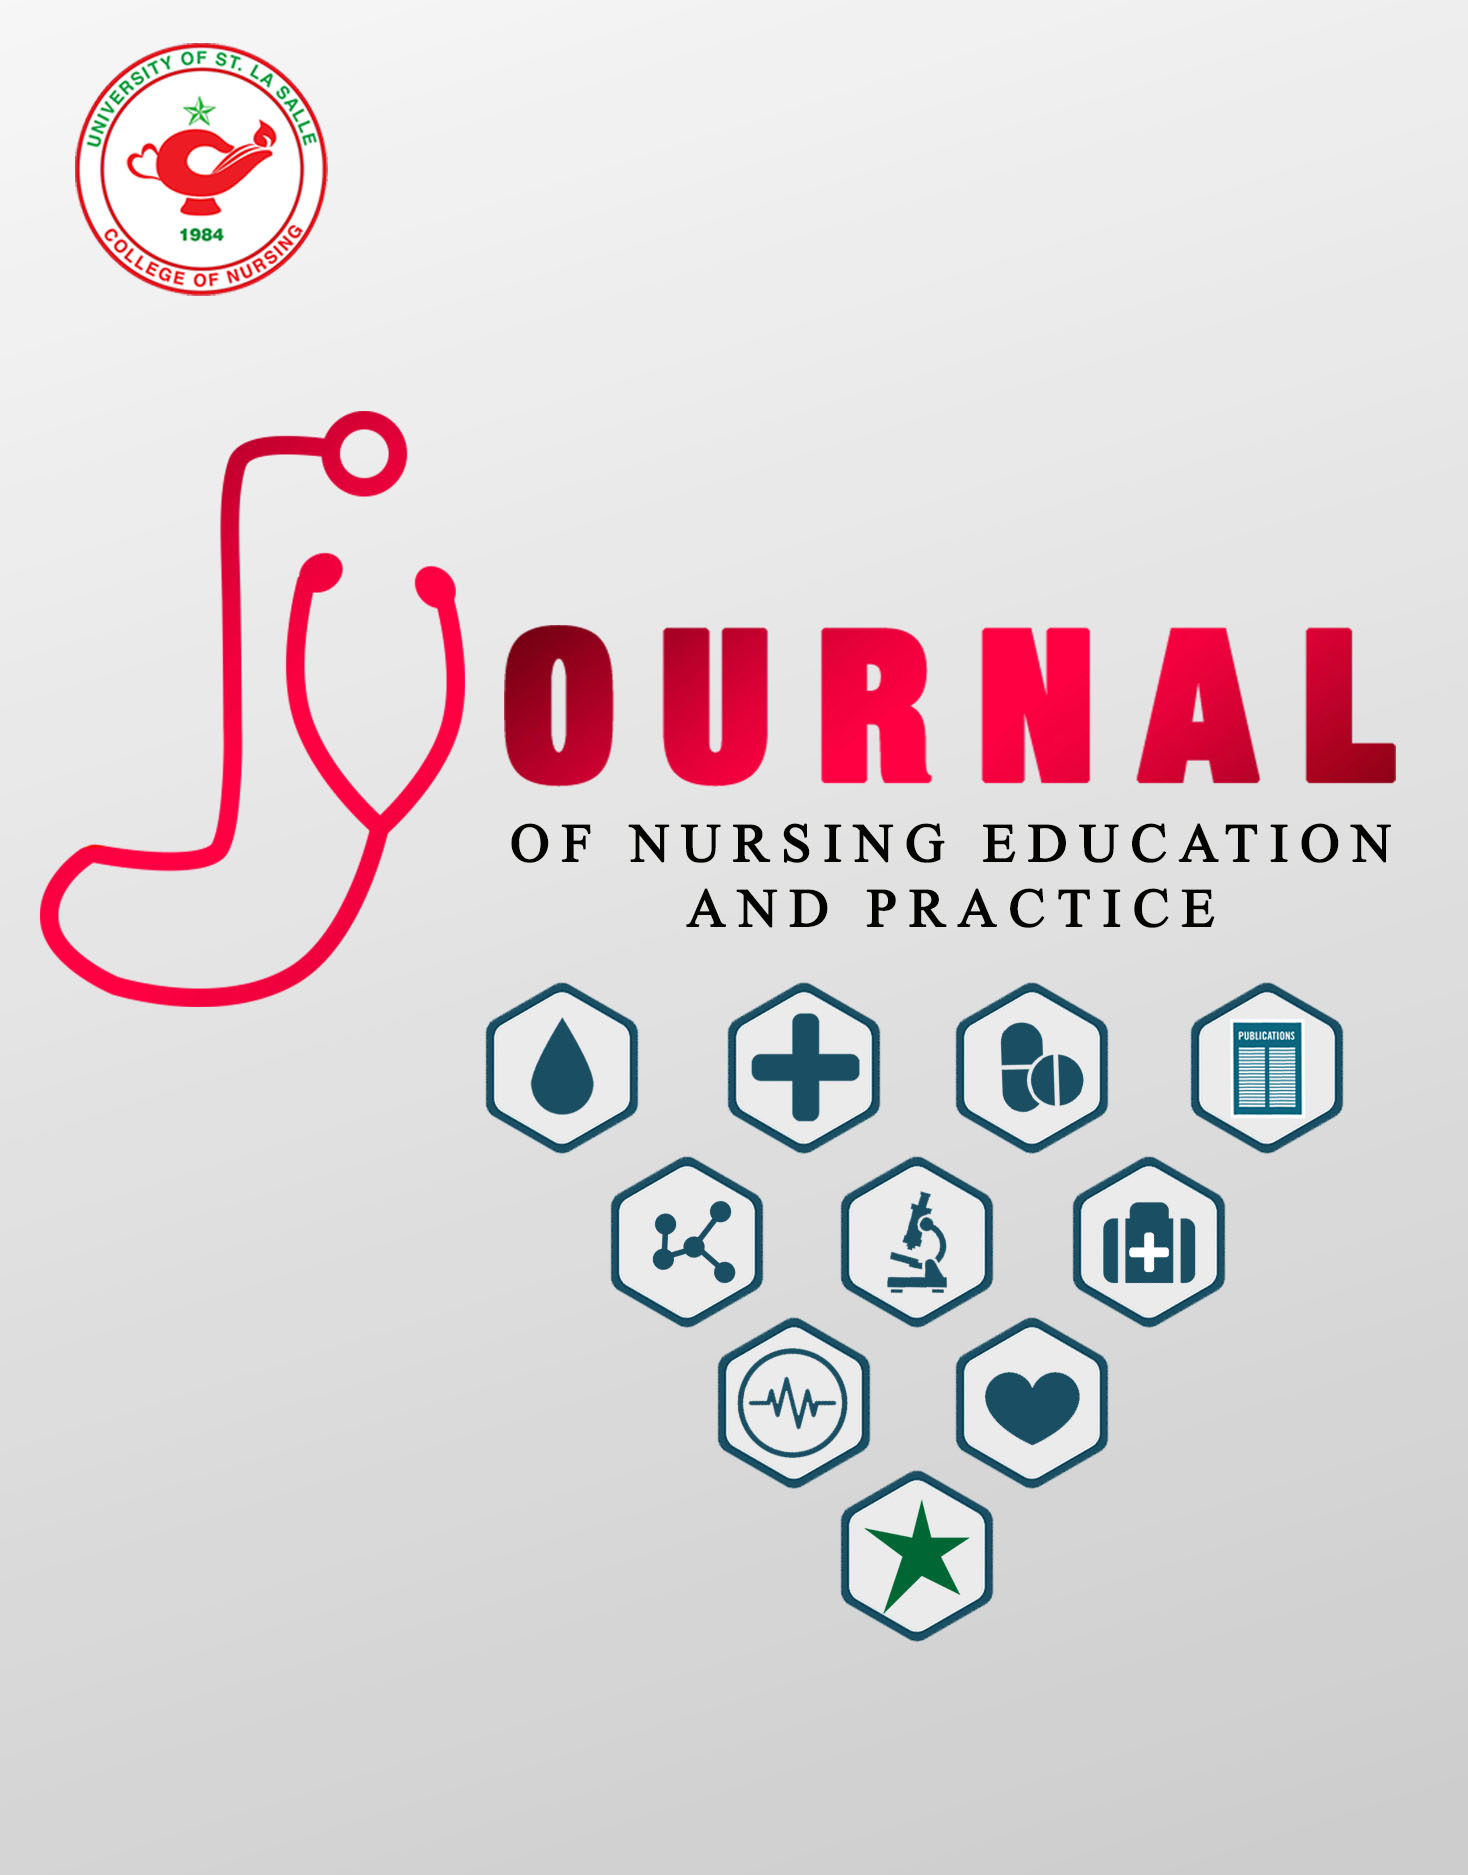 UNIVERSITY OF ST. LA SALLE
1984
COLLEGE OF NURSING
JOURNAL
OF NURSING EDUCATION
AND PRACTICE
PUBLICATIONS